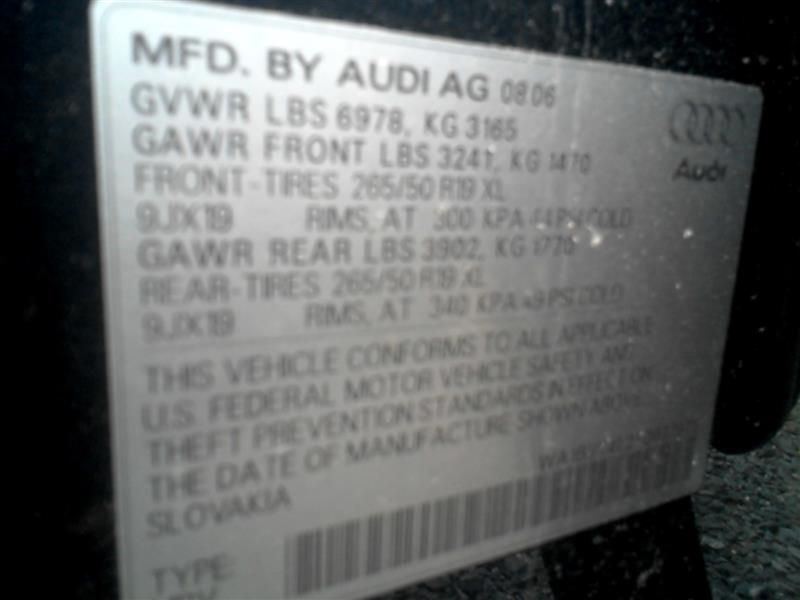 MFD. BY AUDI AG 08 06
GVWR LBS 6978, KG 3165
GAWR FRONT LBS 3241, KG 1470
FRONT-TIRES 265/50 R19 XL
9JX19 RIMS, AT 300 KPA 44 PSI COLD
GAWR REAR LBS 3902, KG 1770
REAR-TIRES 265/50 R19 XL
9JX19 RIMS, AT 340 KPA 49 PSI COLD
THIS VEHICLE CONFORMS TO ALL APPLICABLE
U.S. FEDERAL MOTOR VEHICLE SAFETY AND
THEFT PREVENTION STANDARDS IN EFFECT ON
THE DATE OF MANUFACTURE SHOWN ABOVE.
SLOVAKIA
TYPE
Audi